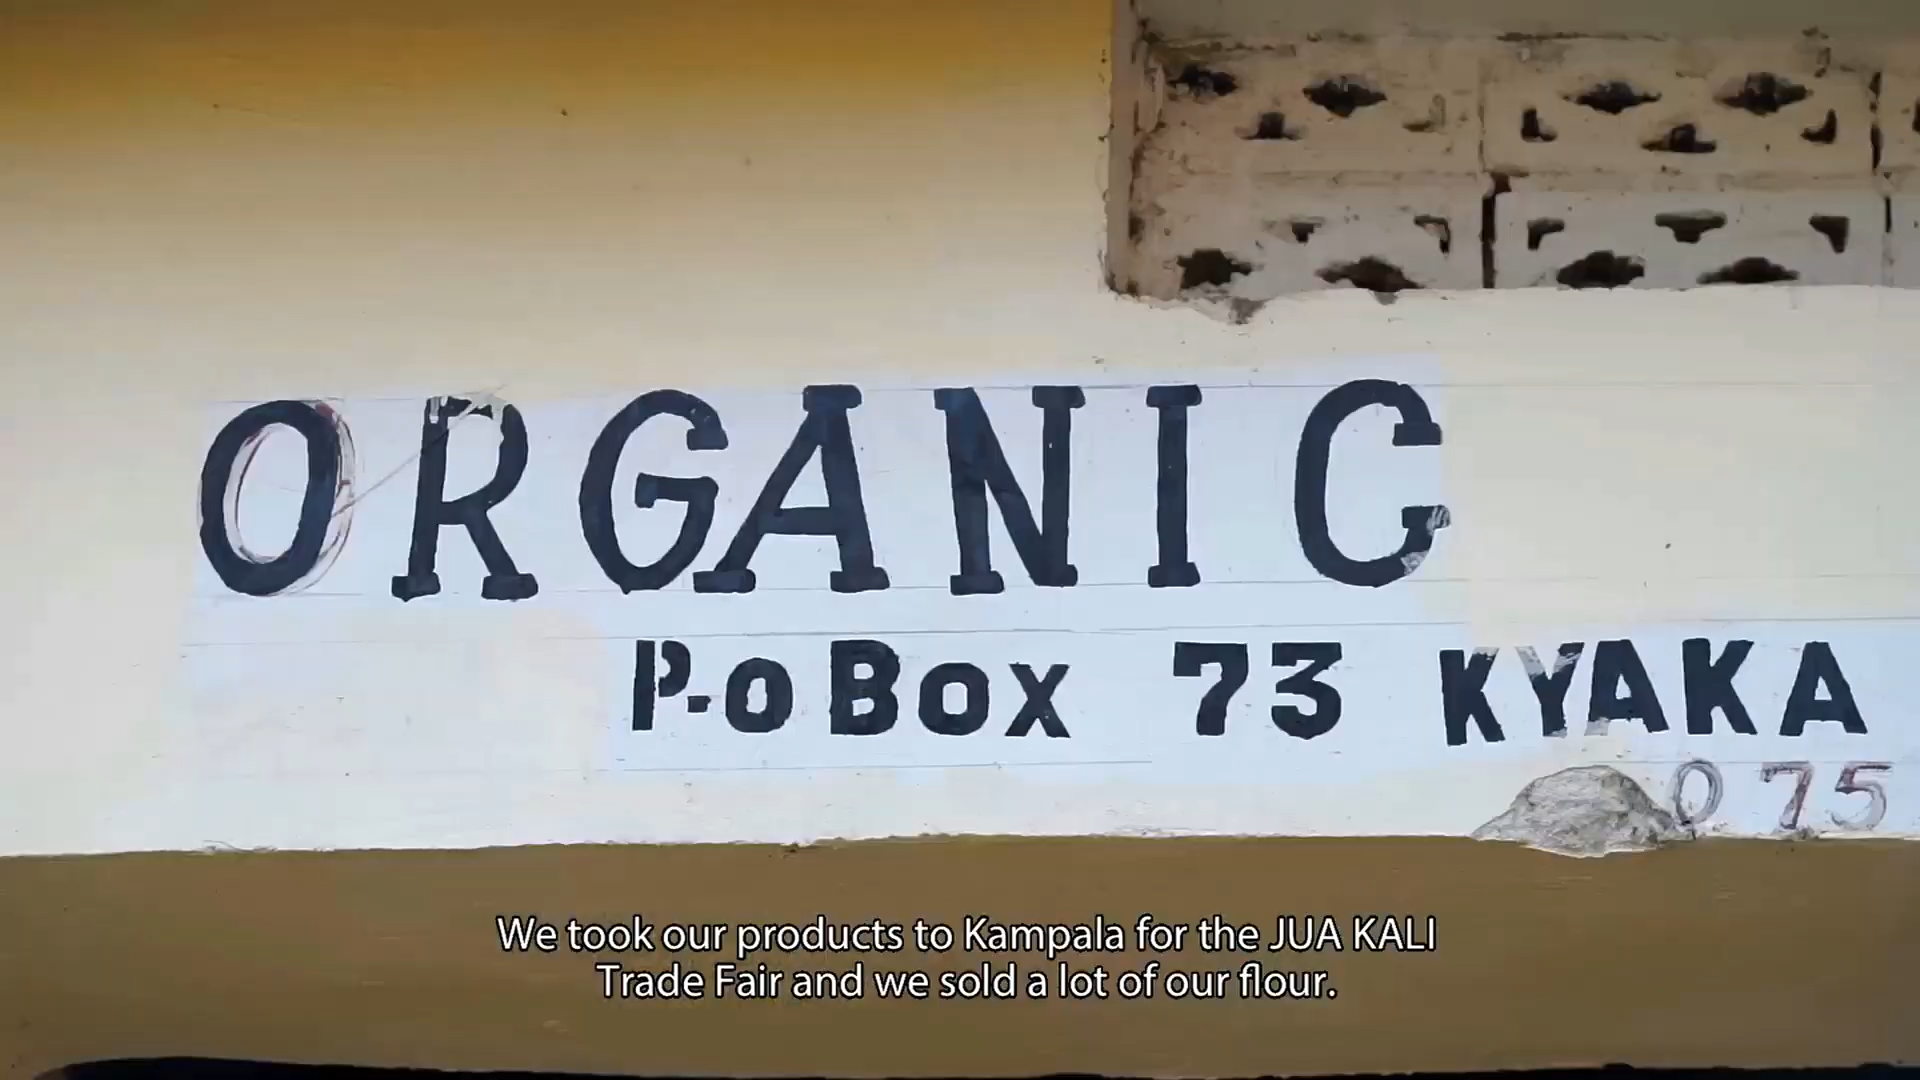 ORGANIC
P-o Box 73 KYAKA
075
We took our products to Kampala for the JUA KALI
Trade Fair and we sold a lot of our flour.